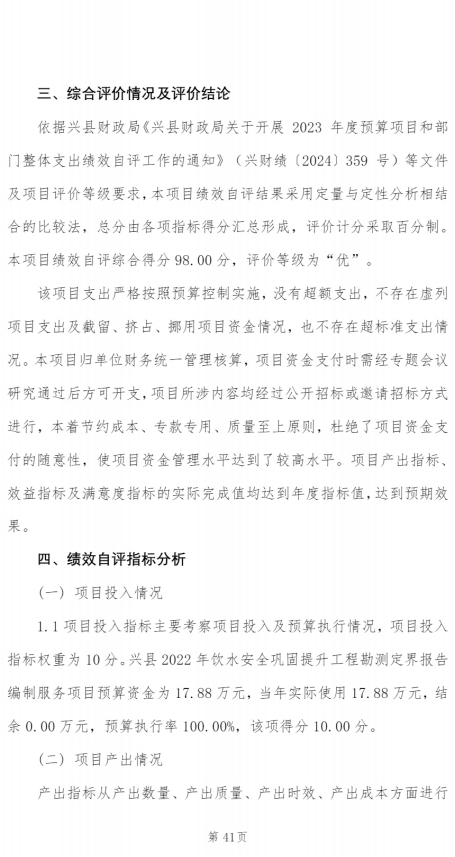 三、综合评价情况及评价结论
依据兴县财政局《兴县财政局关于开展 2023 年度预算项目和部
门整体支出绩效自评工作的通知》（兴财绩〔2024〕359 号）等文件
及项目评价等级要求，本项目绩效自评结果采用定量与定性分析相结
合的比较法，总分由各项指标得分汇总形成，评价计分采取百分制。
本项目绩效自评综合得分 98.00 分，评价等级为“优”。
该项目支出严格按照预算控制实施，没有超额支出，不存在虚列
项目支出及截留、挤占、挪用项目资金情况，也不存在超标准支出情
况。本项目归单位财务统一管理核算，项目资金支付时需经专题会议
研究通过后方可开支，项目所涉内容均经过公开招标或邀请招标方式
进行，本着节约成本、专款专用、质量至上原则，杜绝了项目资金支
付的随意性，使项目资金管理水平达到了较高水平。项目产出指标、
效益指标及满意度指标的实际完成值均达到年度指标值，达到预期效
果。
四、绩效自评指标分析
（一）项目投入情况
1.1 项目投入指标主要考察项目投入及预算执行情况，项目投入
指标权重为 10 分。兴县 2022 年饮水安全巩固提升工程勘测定界报告
编制服务项目预算资金为 17.88 万元，当年实际使用 17.88 万元，结
余 0.00 万元，预算执行率 100.00%，该项得分 10.00 分。
（二）项目产出情况
产出指标从产出数量、产出质量、产出时效、产出成本方面进行
第 41页